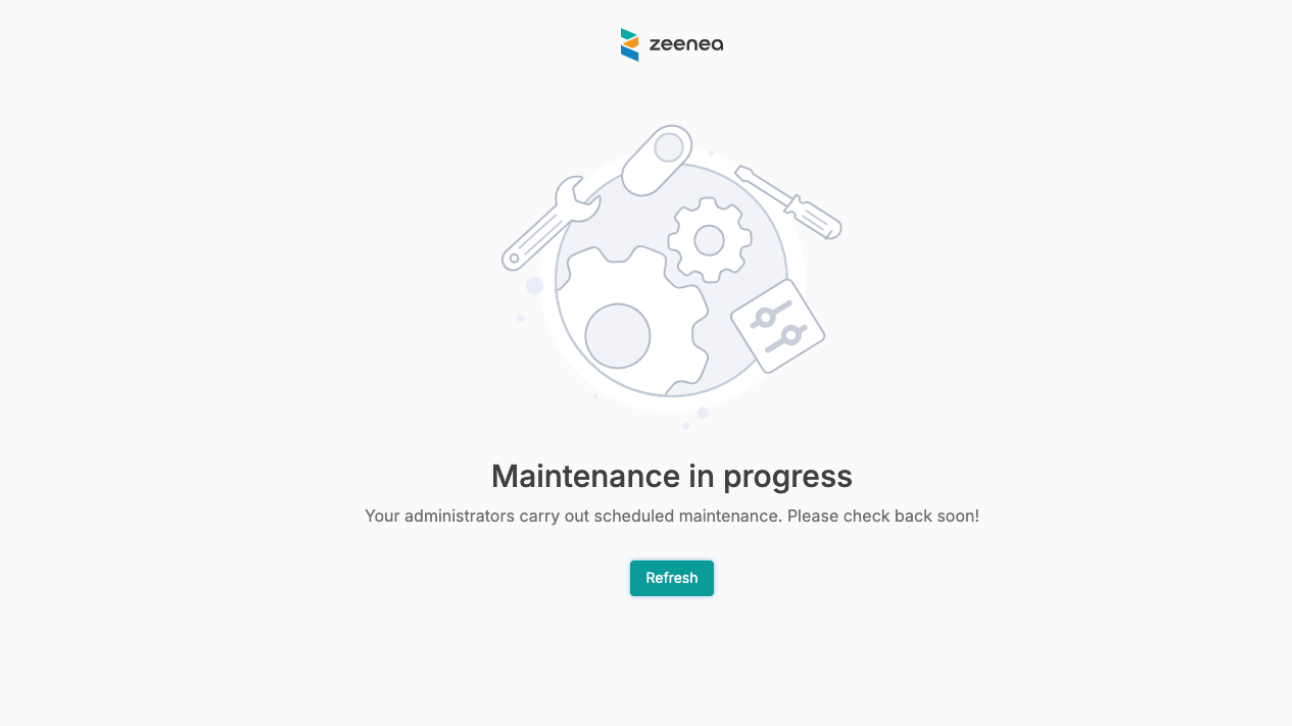 zeenea
Maintenance in progress
Your administrators carry out scheduled maintenance. Please check back soon!
Refresh